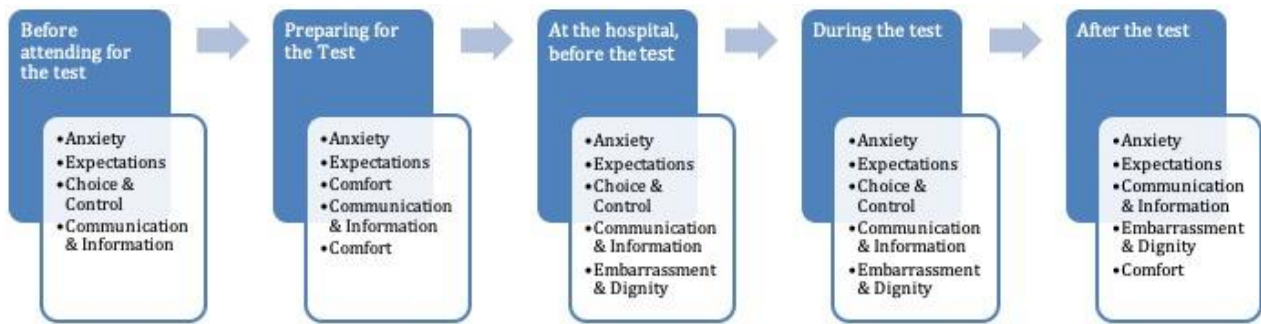 Before
attending for
the test
•Anxiety
•Expectations
•Choice &
Control
•Communication
& Information
Preparing for
the Test
•Anxiety
•Expectations
•Comfort
•Communication
& Information
•Comfort
At the hospital,
before the test
•Anxiety
•Expectations
•Choice &
Control
•Communication
& Information
•Embarrassment
& Dignity
During the test
•Anxiety
•Expectations
•Choice &
Control
•Communication
& Information
•Embarrassment
& Dignity
After the test
•Anxiety
•Expectations
•Communication
& Information
•Embarrassment
& Dignity
•Comfort